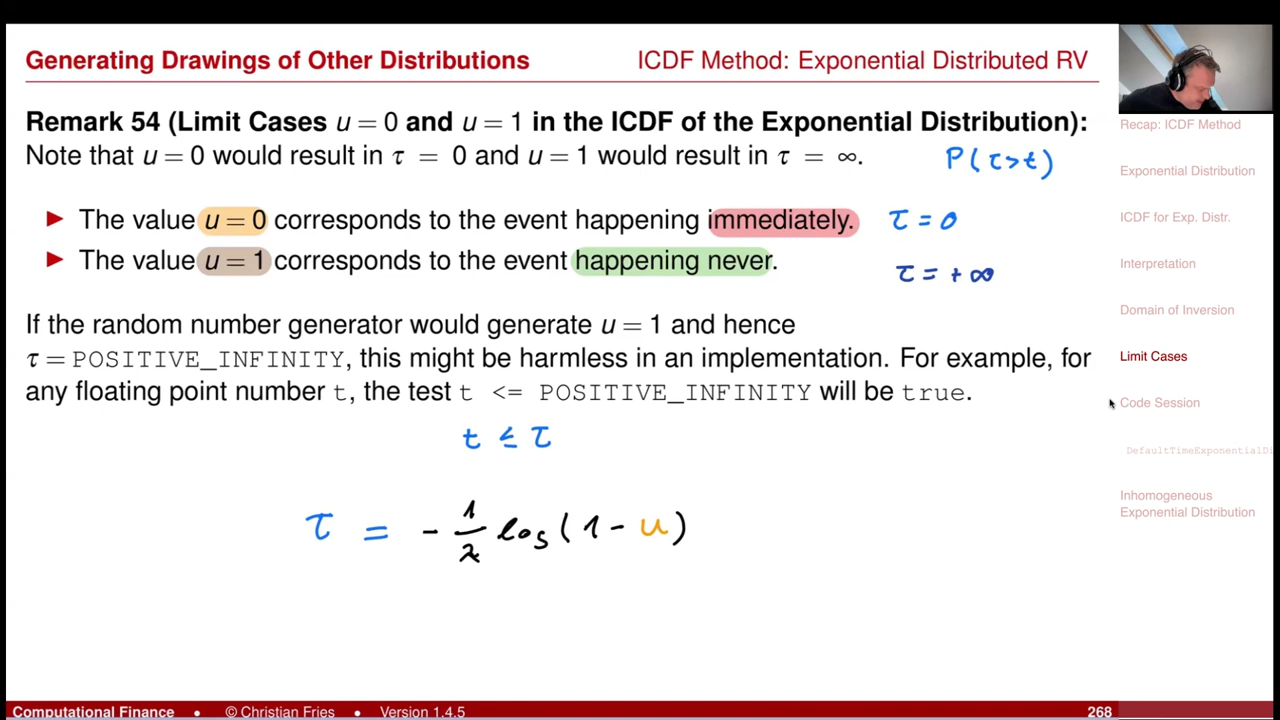 Generating Drawings of Other Distributions ICDF Method: Exponential Distributed RV
Remark 54 (Limit Cases u = 0 and u = 1 in the ICDF of the Exponential Distribution):
Note that u = 0 would result in τ = 0 and u = 1 would result in τ = ∞.
P(τ>t)
► The value u = 0 corresponds to the event happening immediately. τ = 0
► The value u = 1 corresponds to the event happening never.
τ = +∞
If the random number generator would generate u = 1 and hence
τ = POSITIVE_INFINITY, this might be harmless in an implementation. For example, for
any floating point number t, the test t <= POSITIVE_INFINITY will be true.
t ≤ τ
τ = - 1/λ log(1 - u)
Recap: ICDF Method
Exponential Distribution
ICDF for Exp. Distr.
Interpretation
Domain of Inversion
Limit Cases
Code Session
DefaultTimeExponentialDi
Inhomogeneous
Exponential Distribution
Computational Finance • © Christian Fries • Version 1.4.5 268